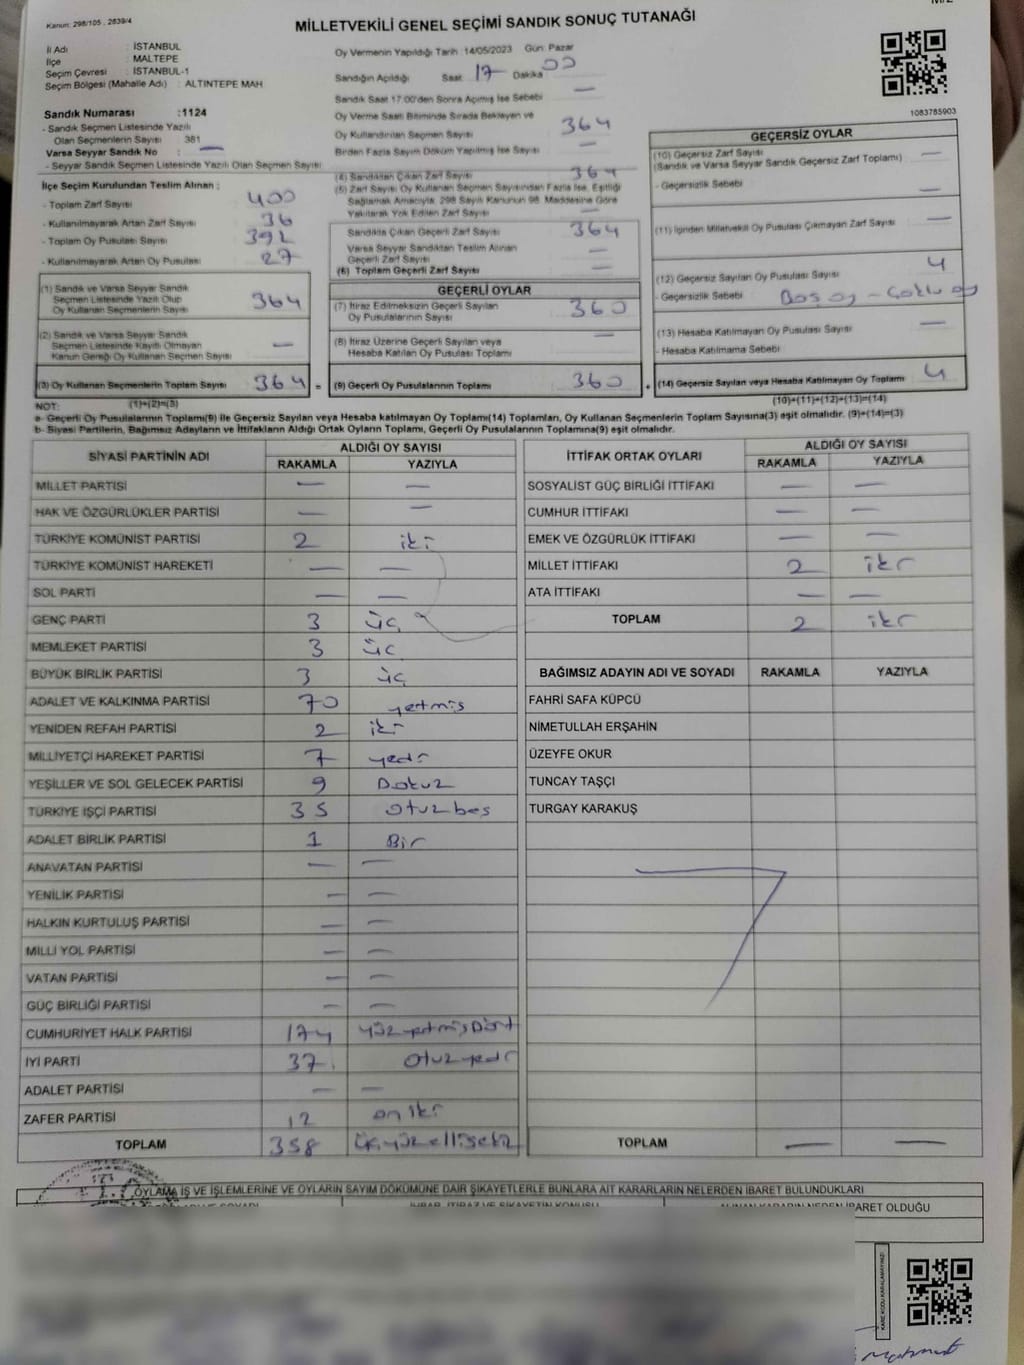 Kanun: 298/105 , 2839/4
MİLLETVEKİLİ GENEL SEÇİMİ SANDIK SONUÇ TUTANAĞI
İl Adı : İSTANBUL
İlçe : MALTEPE
Seçim Çevresi : İSTANBUL-1
Seçim Bölgesi (Mahalle Adı) : ALTINTEPE MAH
Sandık Numarası :1124
- Sandık Seçmen Listesinde Yazılı
Olan Seçmenlerin Sayısı 381
Varsa Seyyar Sandık No : —
- Seyyar Sandık Seçmen Listesinde Yazılı Olan Seçmen Sayısı:
İlçe Seçim Kurulundan Teslim Alınan ;
- Toplam Zarf Sayısı 400
- Kullanılmayarak Artan Zarf Sayısı 36
- Toplam Oy Pusulası Sayısı 392
- Kullanılmayarak Artan Oy Pusulası 27
(1) Sandık ve Varsa Seyyar Sandık
Seçmen Listesinde Yazılı Olup
Oy Kullanan Seçmenlerin Sayısı 364
(2) Sandık ve Varsa Seyyar Sandık
Seçmen Listesinde Kayıtlı Olmayan
Kanun Gereği Oy Kullanan Seçmen Sayısı —
(3) Oy Kullanan Seçmenlerin Toplam Sayısı 364 =
Oy Vermenin Yapıldığı Tarih :14/05/2023 Gün: Pazar
Sandığın Açıldığı Saat 17 Dakika 00
Sandık Saat 17:00'den Sonra Açılmış İse Sebebi —
Oy Verme Saati Bitiminde Sırada Bekleyen ve
Oy Kullandırılan Seçmen Sayısı 364
Birden Fazla Sayım Döküm Yapılmış İse Sayısı —
(4) Sandıktan Çıkan Zarf Sayısı 364
(5) Zarf Sayısı Oy Kullanan Seçmen Sayısından Fazla İse, Eşitliği
Sağlamak Amacıyla, 298 Sayılı Kanunun 98. Maddesine Göre
Yakılarak Yok Edilen Zarf Sayısı —
Sandıkta Çıkan Geçerli Zarf Sayısı 364
Varsa Seyyar Sandıktan Teslim Alınan
Geçerli Zarf Sayısı —
(6) Toplam Geçerli Zarf Sayısı —
GEÇERLİ OYLAR
(7) İtiraz Edilmeksizin Geçerli Sayılan
Oy Pusulalarının Sayısı 360
(8) İtiraz Üzerine Geçerli Sayılan veya
Hesaba Katılan Oy Pusulası Toplamı —
(9) Geçerli Oy Pusulalarının Toplamı 360 +
1083785903
GEÇERSİZ OYLAR
(10) Geçersiz Zarf Sayısı
(Sandık ve Varsa Seyyar Sandık Geçersiz Zarf Toplamı) —
- Geçersizlik Sebebi —
(11) İçinden Milletvekili Oy Pusulası Çıkmayan Zarf Sayısı —
(12) Geçersiz Sayılan Oy Pusulası Sayısı 4
- Geçersizlik Sebebi Boş oy - Çoklu oy
(13) Hesaba Katılmayan Oy Pusulası Sayısı —
- Hesaba Katılmama Sebebi
(14) Geçersiz Sayılan veya Hesaba Katılmayan Oy Toplamı 4
NOT: (1)+(2)=(3) (10)+(11)+(12)+(13)=(14)
a- Geçerli Oy Pusulalarının Toplamı(9) ile Geçersiz Sayılan veya Hesaba katılmayan Oy Toplamı(14) Toplamları, Oy Kullanan Seçmenlerin Toplam Sayısına(3) eşit olmalıdır. (9)+(14)=(3)
b- Siyasi Partilerin, Bağımsız Adayların ve İttifakların Aldığı Ortak Oyların Toplamı, Geçerli Oy Pusulalarının Toplamına(9) eşit olmalıdır.
SİYASİ PARTİNİN ADI ALDIĞI OY SAYISI
RAKAMLA YAZIYLA
MİLLET PARTİSİ — —
HAK VE ÖZGÜRLÜKLER PARTİSİ — —
TÜRKİYE KOMÜNİST PARTİSİ 2 iki
TÜRKİYE KOMÜNİST HAREKETİ — —
SOL PARTİ — —
GENÇ PARTİ 3 üç
MEMLEKET PARTİSİ 3 üç
BÜYÜK BİRLİK PARTİSİ 3 üç
ADALET VE KALKINMA PARTİSİ 70 yetmiş
YENİDEN REFAH PARTİSİ 2 iki
MİLLİYETÇİ HAREKET PARTİSİ 7 yedi
YEŞİLLER VE SOL GELECEK PARTİSİ 9 Dokuz
TÜRKİYE İŞÇİ PARTİSİ 35 otuzbeş
ADALET BİRLİK PARTİSİ 1 Bir
ANAVATAN PARTİSİ — —
YENİLİK PARTİSİ — —
HALKIN KURTULUŞ PARTİSİ — —
MİLLİ YOL PARTİSİ — —
VATAN PARTİSİ — —
GÜÇ BİRLİĞİ PARTİSİ — —
CUMHURİYET HALK PARTİSİ 174 yüzyetmişDört
İYİ PARTİ 37 otuzyedi
ADALET PARTİSİ — —
ZAFER PARTİSİ 12 oniki
TOPLAM 358 üçyüzellisekiz
İTTİFAK ORTAK OYLARI ALDIĞI OY SAYISI
RAKAMLA YAZIYLA
SOSYALİST GÜÇ BİRLİĞİ İTTİFAKI — —
CUMHUR İTTİFAKI — —
EMEK VE ÖZGÜRLÜK İTTİFAKI — —
MİLLET İTTİFAKI 2 iki
ATA İTTİFAKI — —
TOPLAM 2 iki
BAĞIMSIZ ADAYIN ADI VE SOYADI RAKAMLA YAZIYLA
FAHRİ SAFA KÜPCÜ
NİMETULLAH ERŞAHİN
ÜZEYFE OKUR
TUNCAY TAŞÇI
TURGAY KARAKUŞ
TOPLAM — —
OYLAMA İŞ VE İŞLEMLERİNE VE OYLARIN SAYIM DÖKÜMÜNE DAİR ŞİKAYETLERLE BUNLARA AİT KARARLARIN NELERDEN İBARET BULUNDUKLARI
İHBAR, İTİRAZ VE ŞİKAYETİN KONUSU ALINAN KARARIN NEDEN İBARET OLDUĞU
KARE KODU KARALAMAYINIZ!